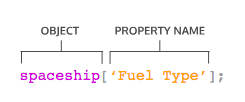 OBJECT PROPERTY NAME
spaceship[‘Fuel Type’];